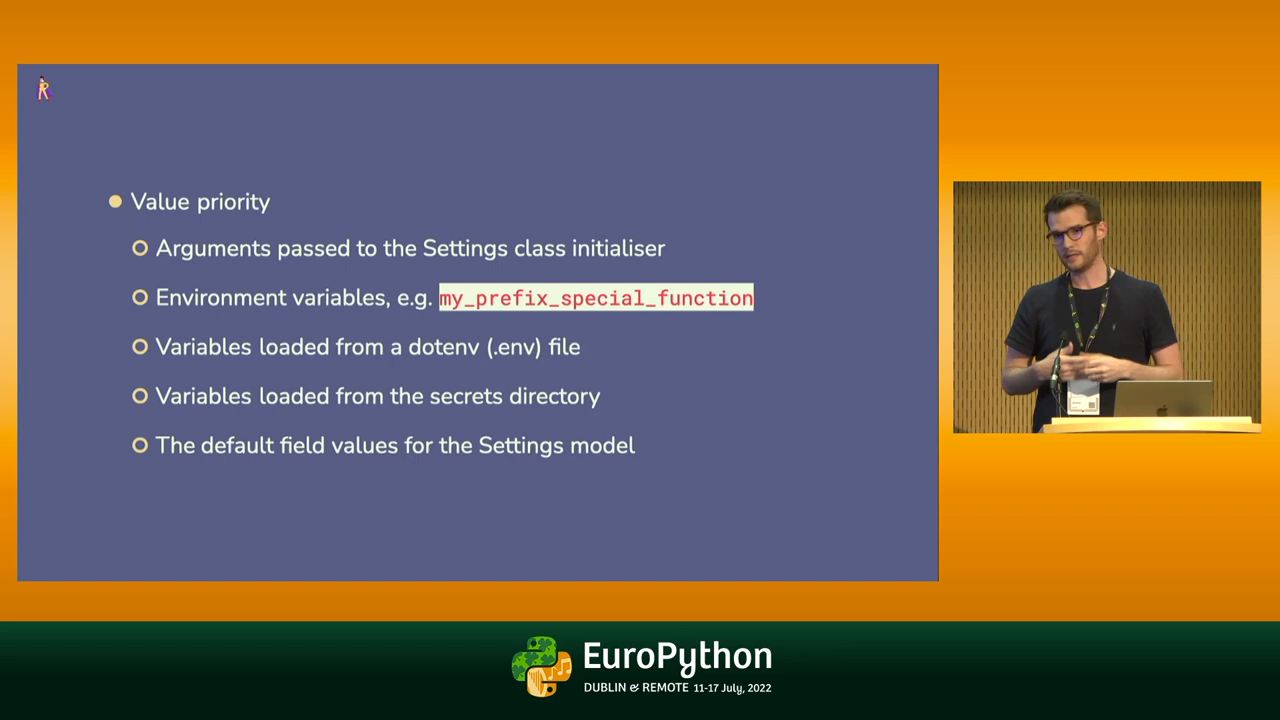 Value priority
Arguments passed to the Settings class initialiser
Environment variables, e.g. my_prefix_special_function
Variables loaded from a dotenv (.env) file
Variables loaded from the secrets directory
The default field values for the Settings model
EuroPython
DUBLIN & REMOTE 11-17 July, 2022